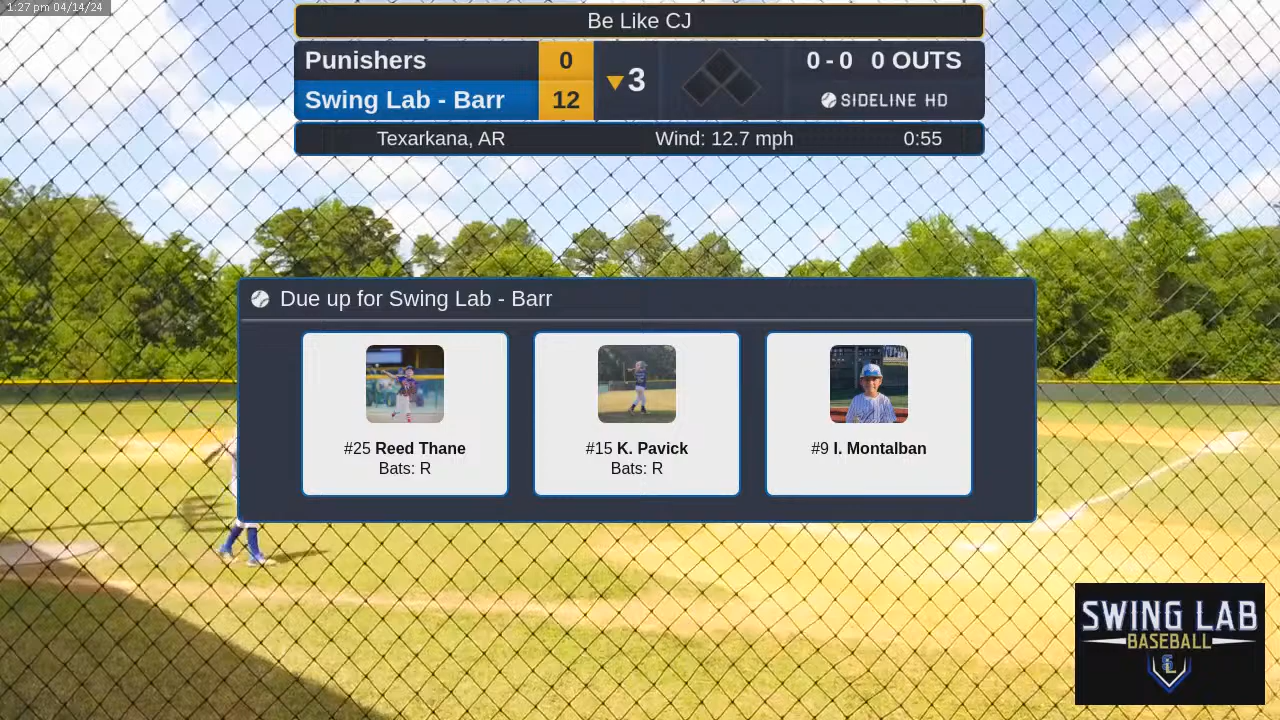 1:27 pm 04/14/24
Be Like CJ
Punishers 0
Swing Lab - Barr 12
3
0 - 0 0 OUTS
SIDELINE HD
Texarkana, AR Wind: 12.7 mph 0:55
Due up for Swing Lab - Barr
#25 Reed Thane
Bats: R
#15 K. Pavick
Bats: R
#9 I. Montalban
SWING LAB
BASEBALL
SL